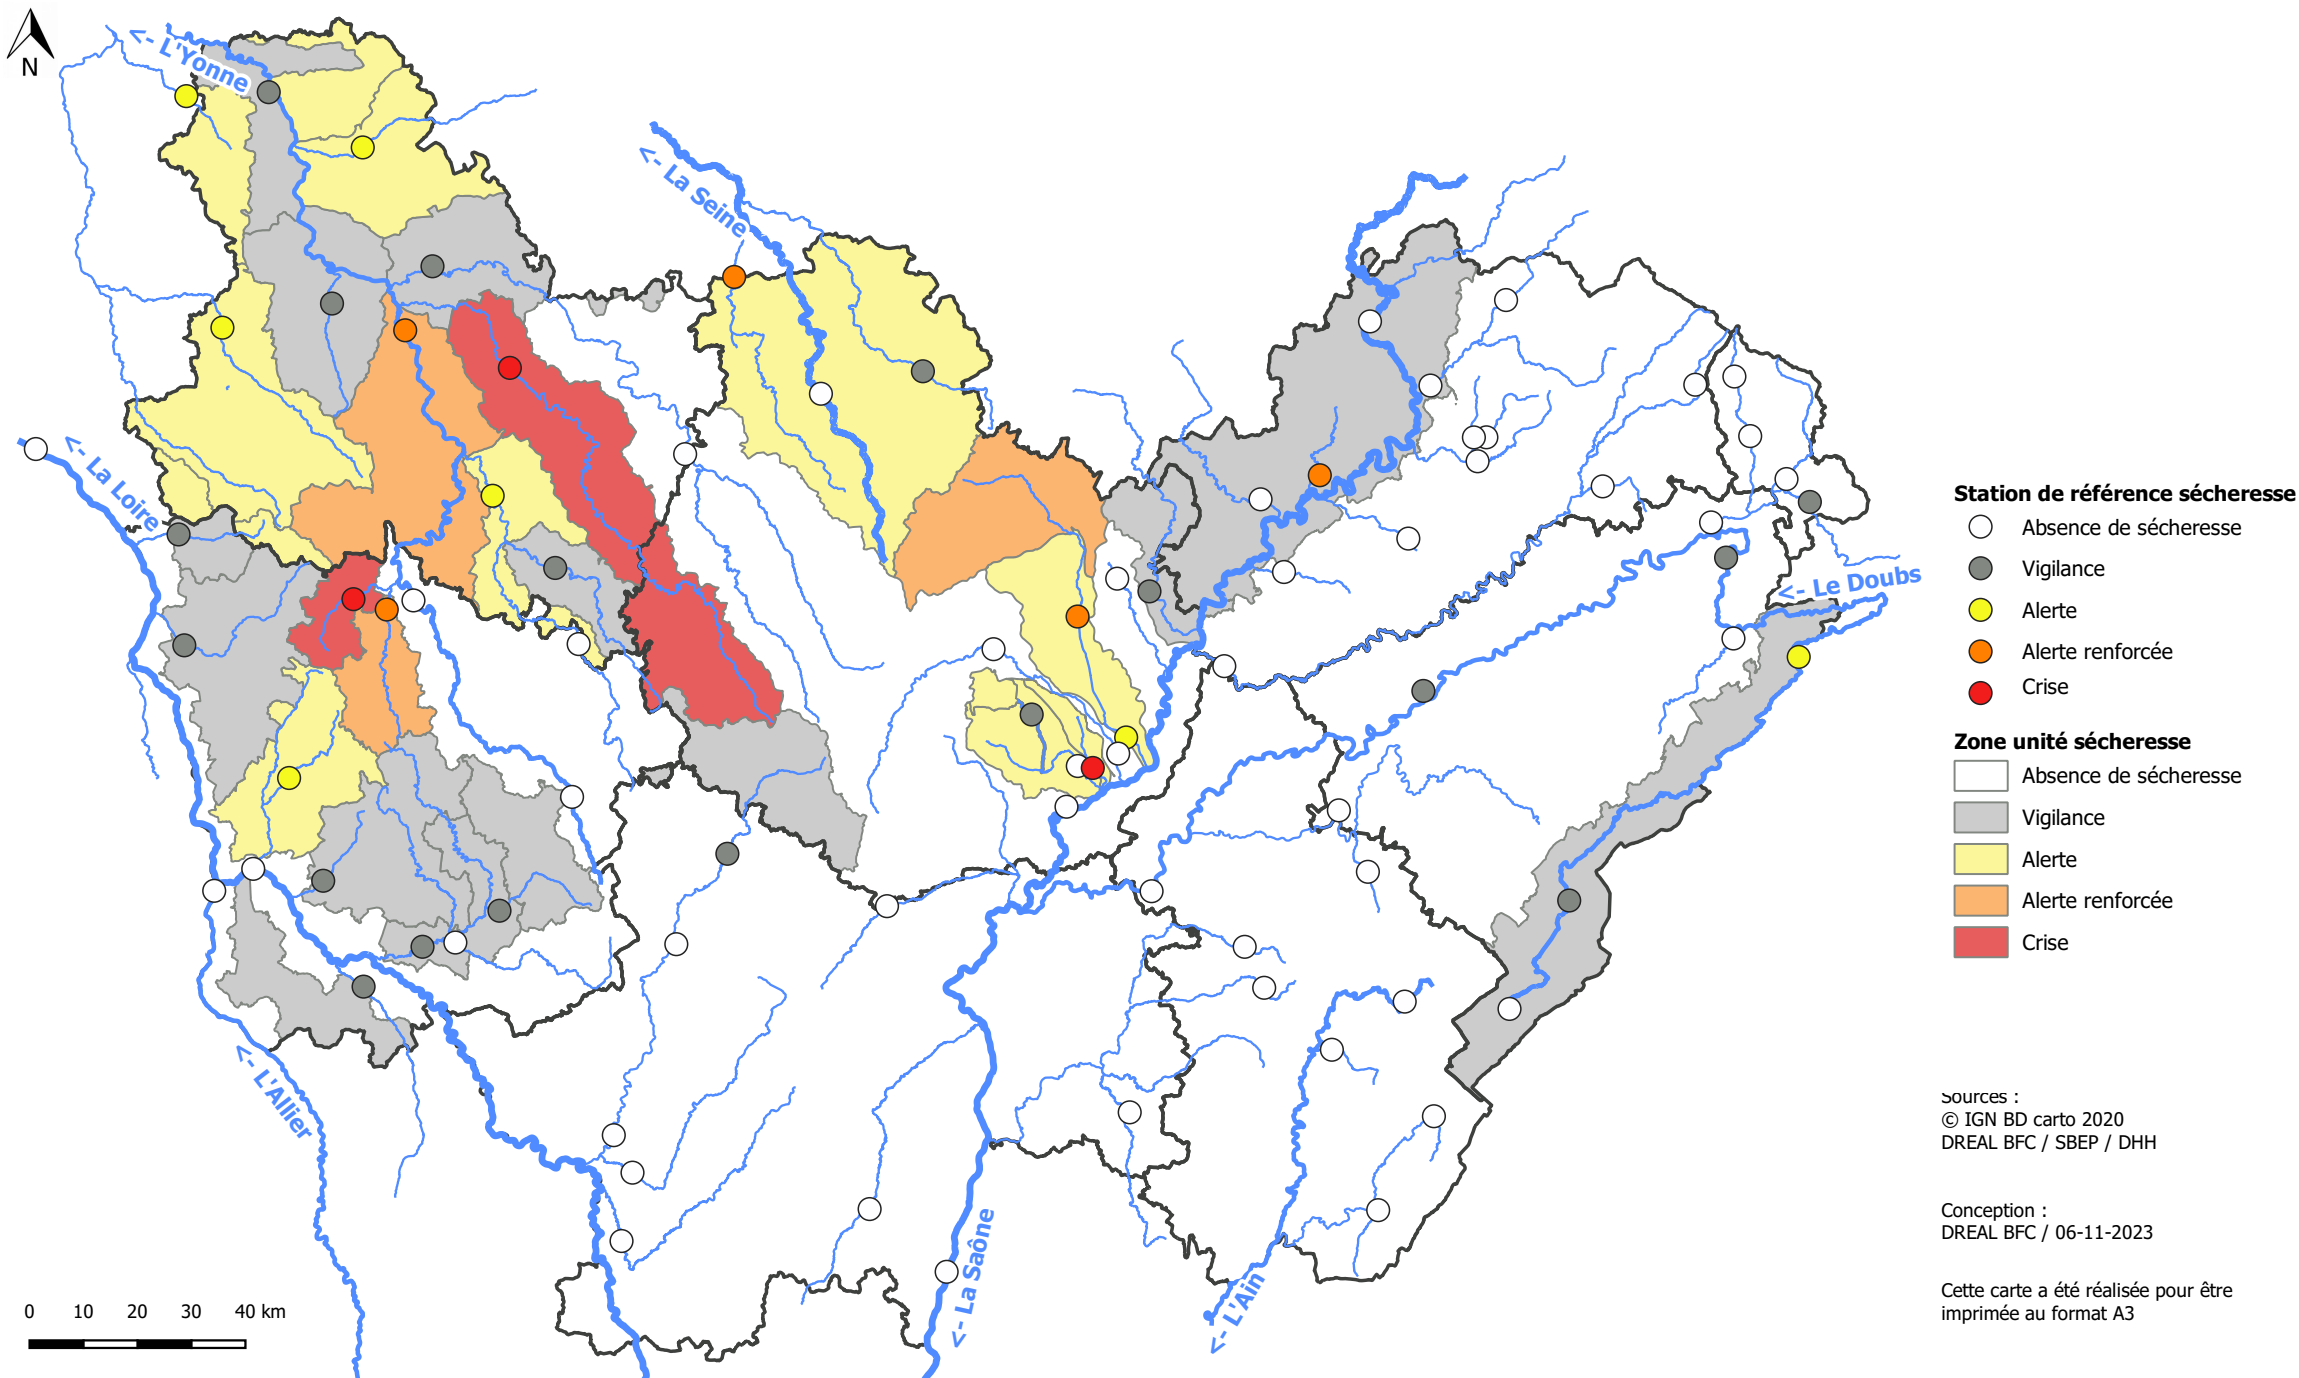 N
<- L'Yonne
<- La Seine
<- La Loire
<- Le Doubs
<- L'Allier
<- La Saône
<- L'Ain
Station de référence sécheresse
Absence de sécheresse
Vigilance
Alerte
Alerte renforcée
Crise
Zone unité sécheresse
Absence de sécheresse
Vigilance
Alerte
Alerte renforcée
Crise
Sources :
© IGN BD carto 2020
DREAL BFC / SBEP / DHH
Conception :
DREAL BFC / 06-11-2023
Cette carte a été réalisée pour être
imprimée au format A3
0 10 20 30 40 km